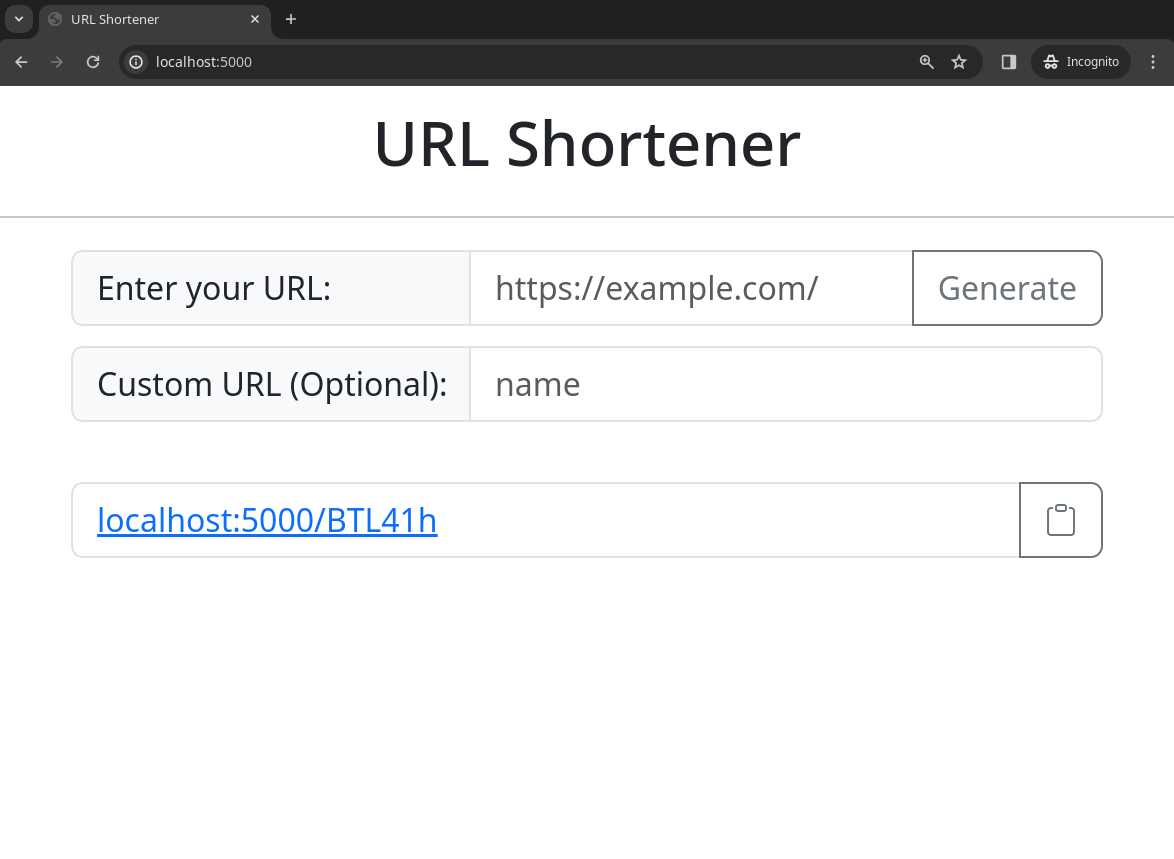 URL Shortener
localhost:5000
Incognito
URL Shortener
Enter your URL: https://example.com/ Generate
Custom URL (Optional): name
localhost:5000/BTL41h